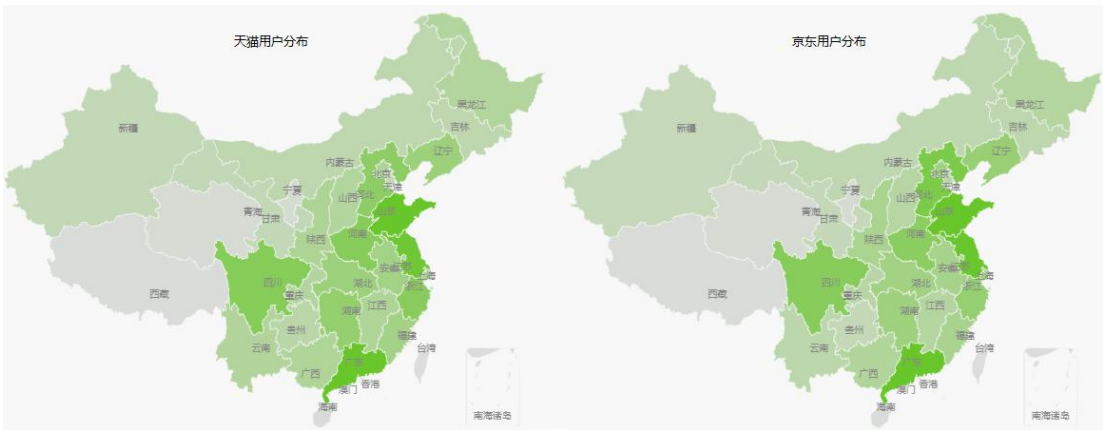 天猫用户分布
黑龙江
吉林
新疆
辽宁
内蒙古
北京
天津
宁夏
山西
河北
青海
甘肃
山东
陕西
河南
安徽
江苏
上海
四川
湖北
浙江
重庆
西藏
湖南
江西
贵州
福建
云南
台湾
广西
广东
香港
澳门
海南
南海诸岛
京东用户分布
黑龙江
吉林
新疆
辽宁
内蒙古
北京
天津
宁夏
山西
河北
青海
甘肃
山东
陕西
河南
安徽
江苏
上海
四川
湖北
浙江
重庆
西藏
湖南
江西
贵州
福建
云南
台湾
广西
广东
香港
澳门
海南
南海诸岛